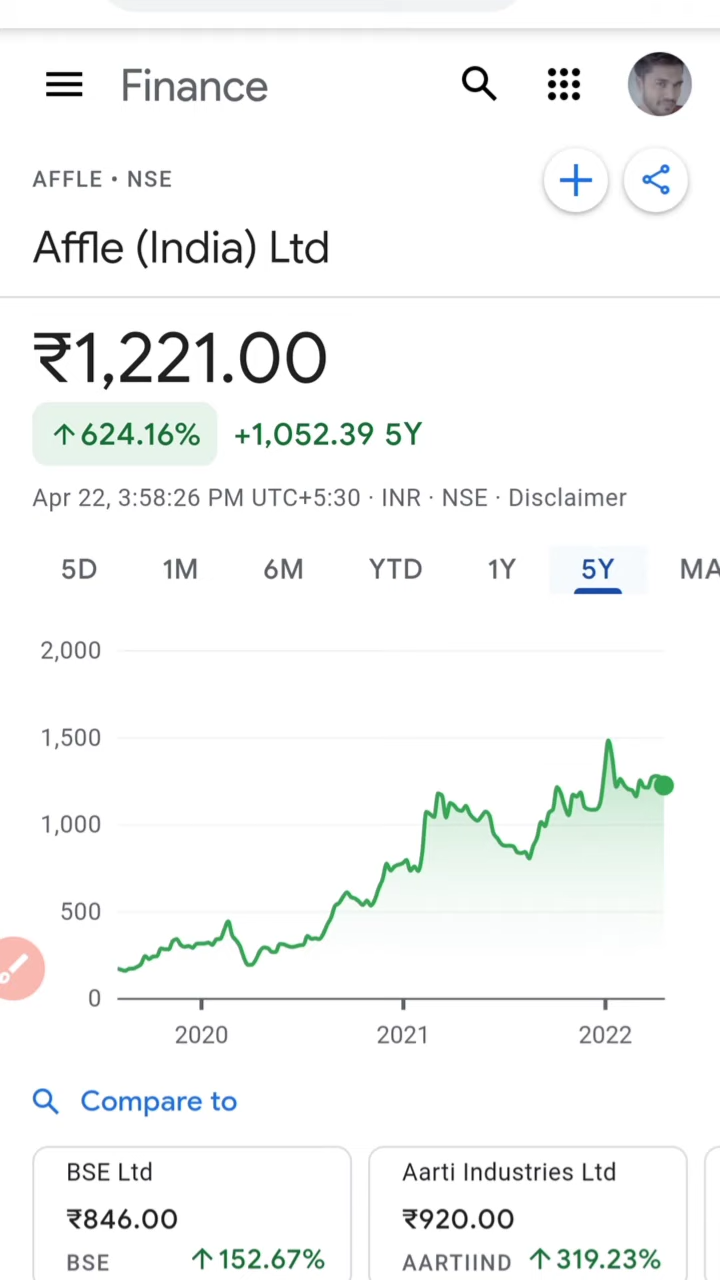 Finance
AFFLE • NSE
Affle (India) Ltd
₹1,221.00
↑624.16% +1,052.39 5Y
Apr 22, 3:58:26 PM UTC+5:30 · INR · NSE · Disclaimer
5D 1M 6M YTD 1Y 5Y MA
2,000
1,500
1,000
500
0
2020 2021 2022
Compare to
BSE Ltd Aarti Industries Ltd
₹846.00 ₹920.00
BSE ↑152.67% AARTIIND ↑319.23%